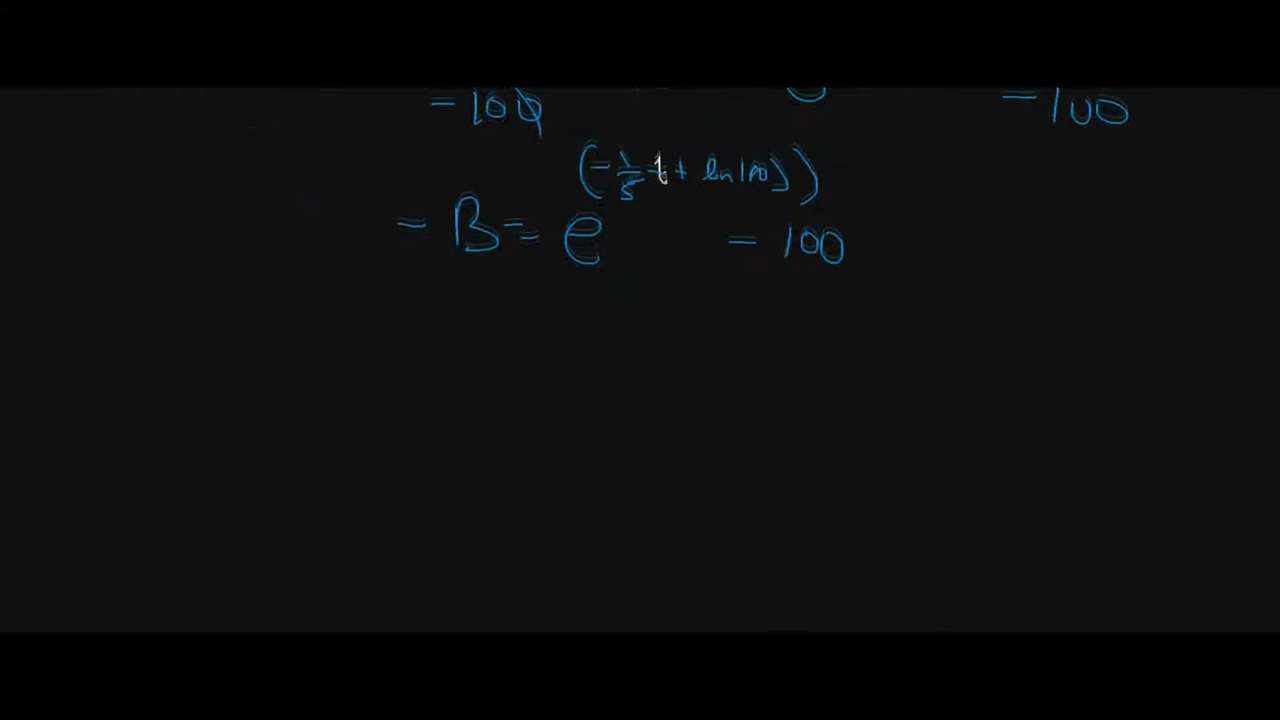 = 100 = 100
(-1/5 t + ln 100)
= B = e = 100